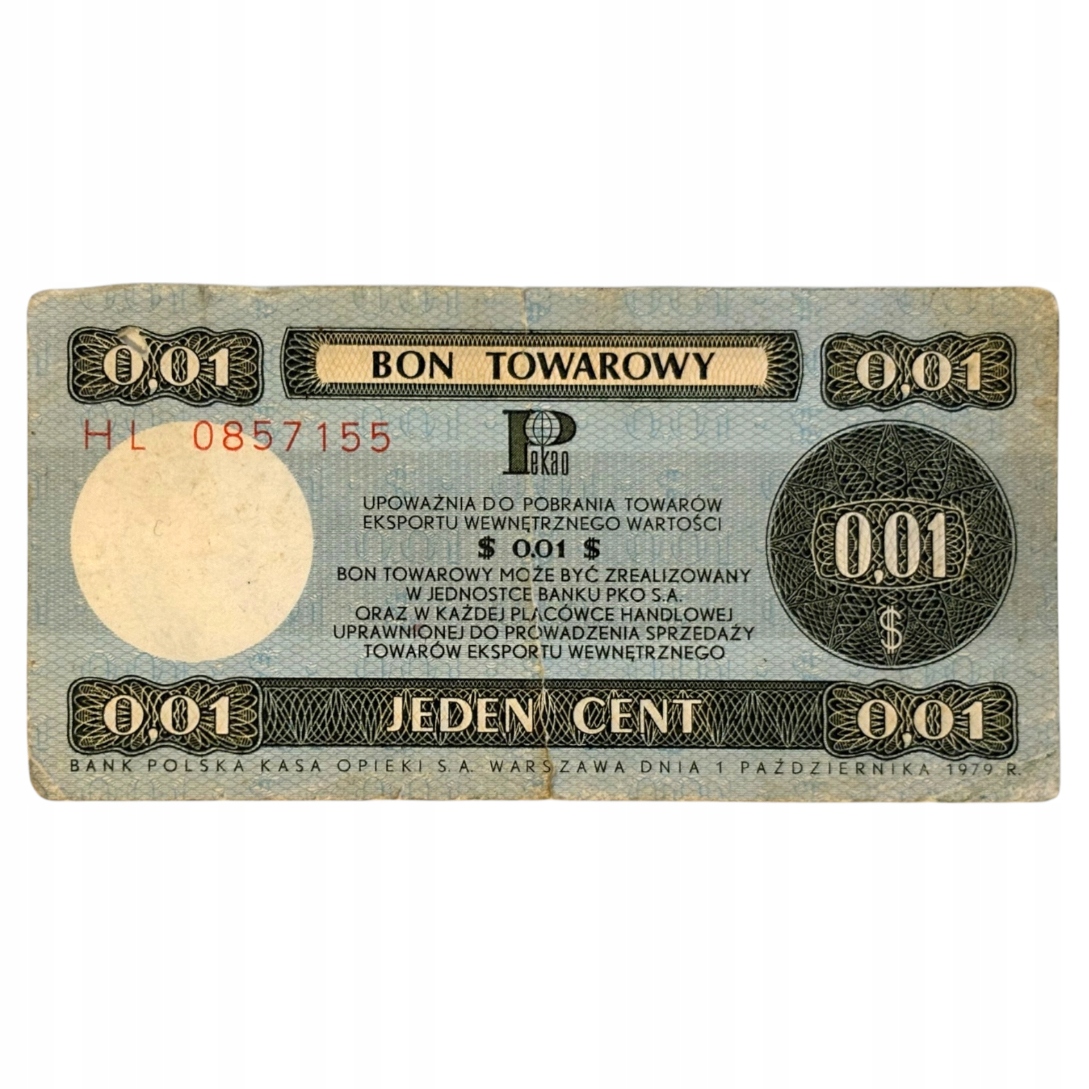 0,01 BON TOWAROWY 0,01
HL 0857155
Pekao
UPOWAŻNIA DO POBRANIA TOWARÓW
EKSPORTU WEWNĘTRZNEGO WARTOŚCI
$ 0.01 $
BON TOWAROWY MOŻE BYĆ ZREALIZOWANY
W JEDNOSTCE BANKU PKO S.A.
ORAZ W KAŻDEJ PLACÓWCE HANDLOWEJ
UPRAWNIONEJ DO PROWADZENIA SPRZEDAŻY
TOWARÓW EKSPORTU WEWNĘTRZNEGO
0,01
$
0,01 JEDEN CENT 0,01
BANK POLSKA KASA OPIEKI S.A. WARSZAWA DNIA 1 PAŹDZIERNIKA 1979 R.